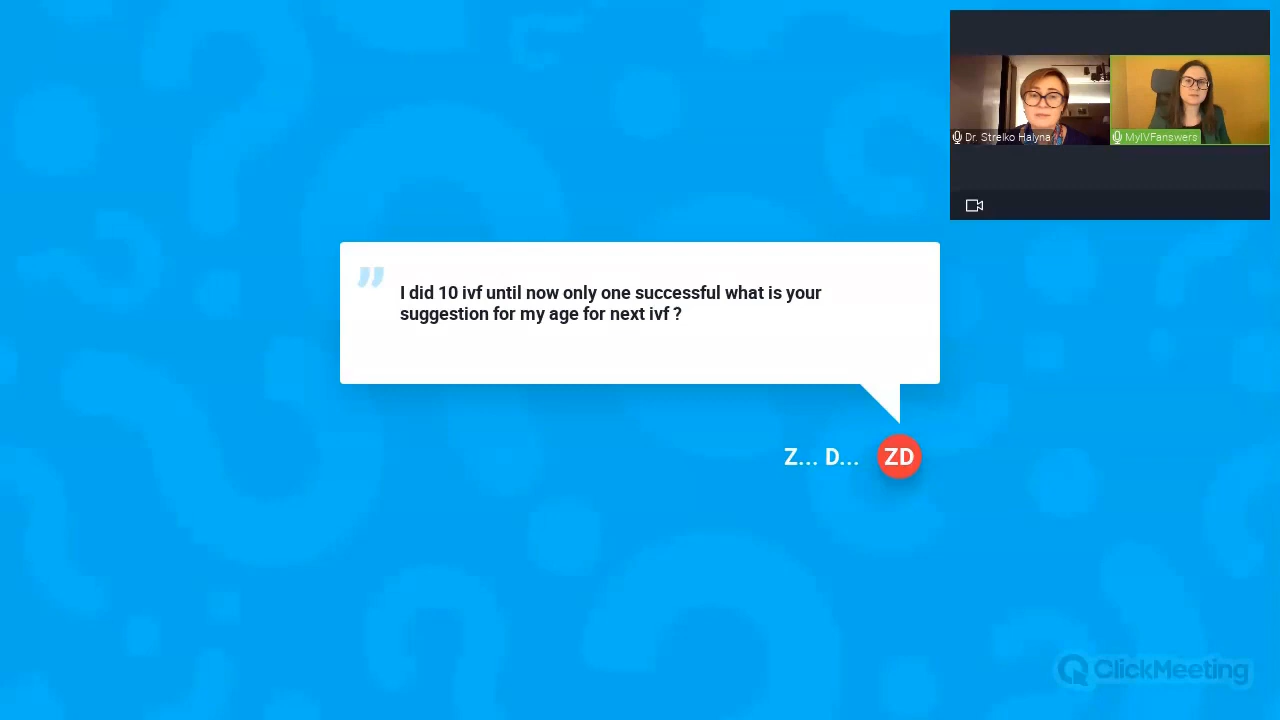 Dr. Strelko Halyna
MyIVFanswers
I did 10 ivf until now only one successful what is your
suggestion for my age for next ivf ?
Z... D...
ZD
ClickMeeting